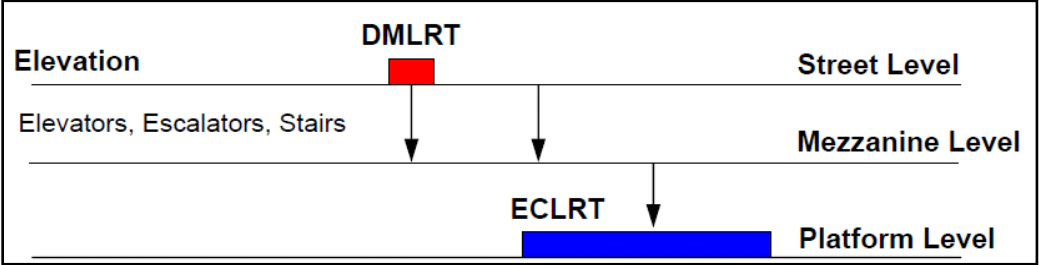 DMLRT
Elevation
Street Level
Elevators, Escalators, Stairs
Mezzanine Level
ECLRT
Platform Level